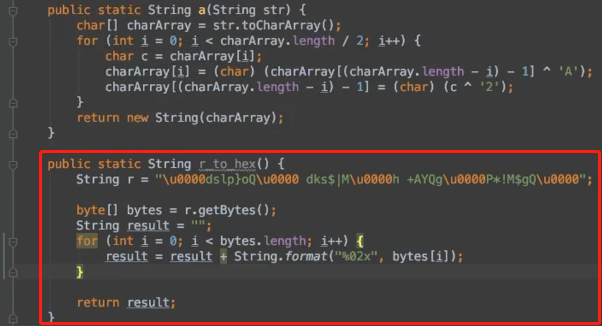 public static String a(String str) {
char[] charArray = str.toCharArray();
for (int i = 0; i < charArray.length / 2; i++) {
char c = charArray[i];
charArray[i] = (char) (charArray[(charArray.length - i) - 1] ^ 'A');
charArray[(charArray.length - i) - 1] = (char) (c ^ '2');
}
return new String(charArray);
}
public static String r_to_hex() {
String r = "\u0000dslp}oQ\u0000 dks$|M\u0000h +AYQg\u0000P*!M$gQ\u0000";
byte[] bytes = r.getBytes();
String result = "";
for (int i = 0; i < bytes.length; i++) {
result = result + String.format("%02x", bytes[i]);
}
return result;
}